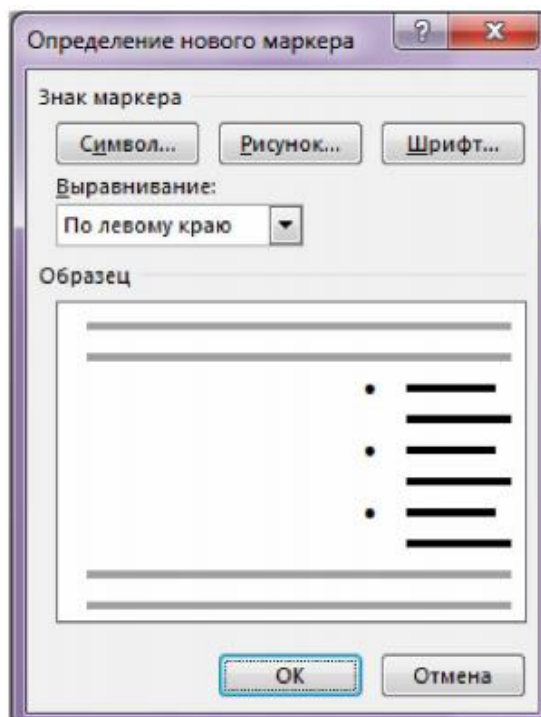 Определение нового маркера ?
Знак маркера
Символ... Рисунок... Шрифт...
Выравнивание:
По левому краю
Образец
ОК Отмена